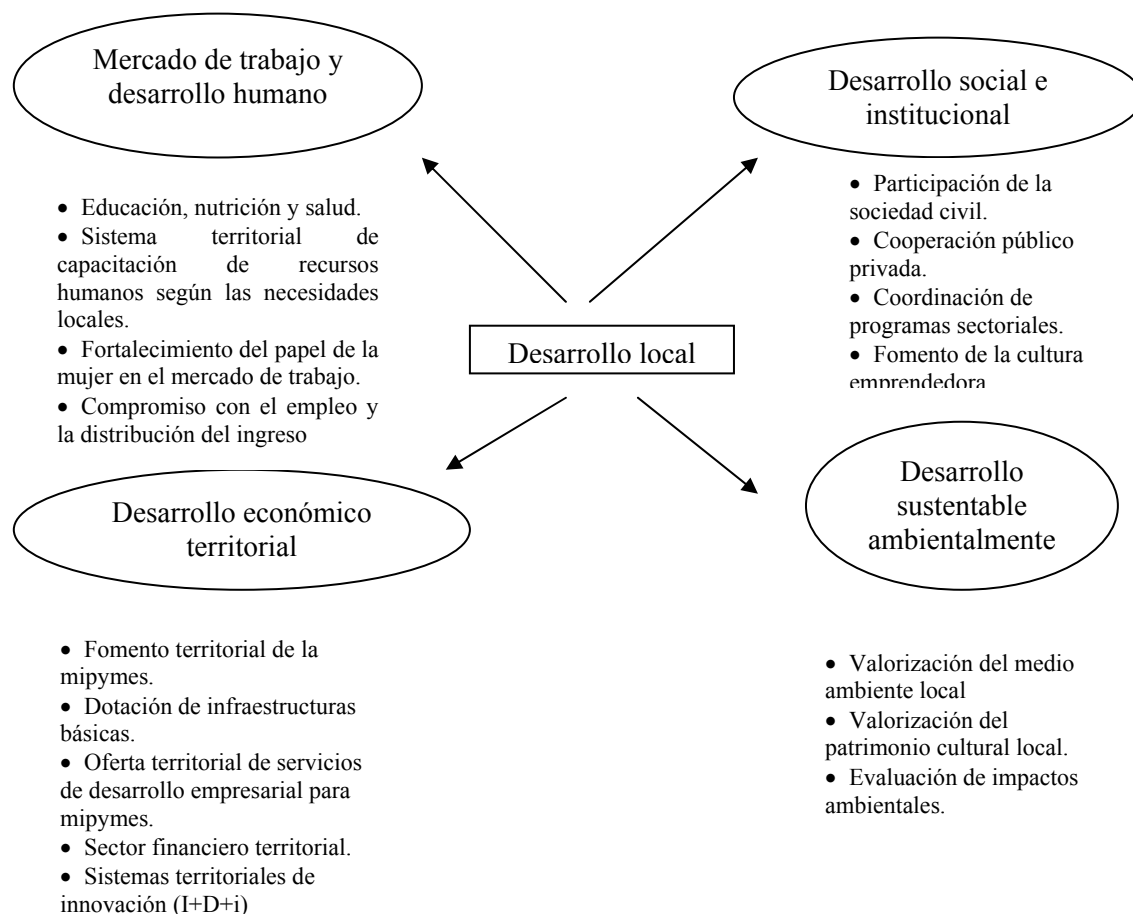 Mercado de trabajo y
desarrollo humano
• Educación, nutrición y salud.
• Sistema territorial de
capacitación de recursos
humanos según las necesidades
locales.
• Fortalecimiento del papel de la
mujer en el mercado de trabajo.
• Compromiso con el empleo y
la distribución del ingreso
Desarrollo social e
institucional
• Participación de la
sociedad civil.
• Cooperación público
privada.
• Coordinación de
programas sectoriales.
• Fomento de la cultura
emprendedora
Desarrollo local
Desarrollo económico
territorial
• Fomento territorial de la
mipymes.
• Dotación de infraestructuras
básicas.
• Oferta territorial de servicios
de desarrollo empresarial para
mipymes.
• Sector financiero territorial.
• Sistemas territoriales de
innovación (I+D+i)
Desarrollo
sustentable
ambientalmente
• Valorización del medio
ambiente local
• Valorización del
patrimonio cultural local.
• Evaluación de impactos
ambientales.